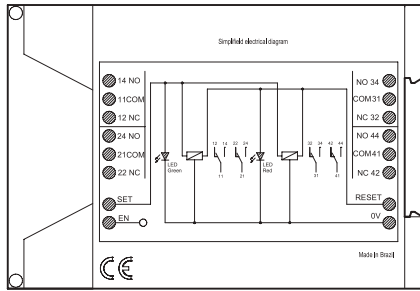 Simplifield electrical diagram
14 NO
11COM
12 NC
24 NO
21COM
22 NC
SET
EN
NO 34
COM31
NC 32
NO 44
COM41
NC 42
RESET
0V
12 14 22 24
11 21
LED
Green
32 34 42 44
31 41
LED
Red
Made in Brazil
CE